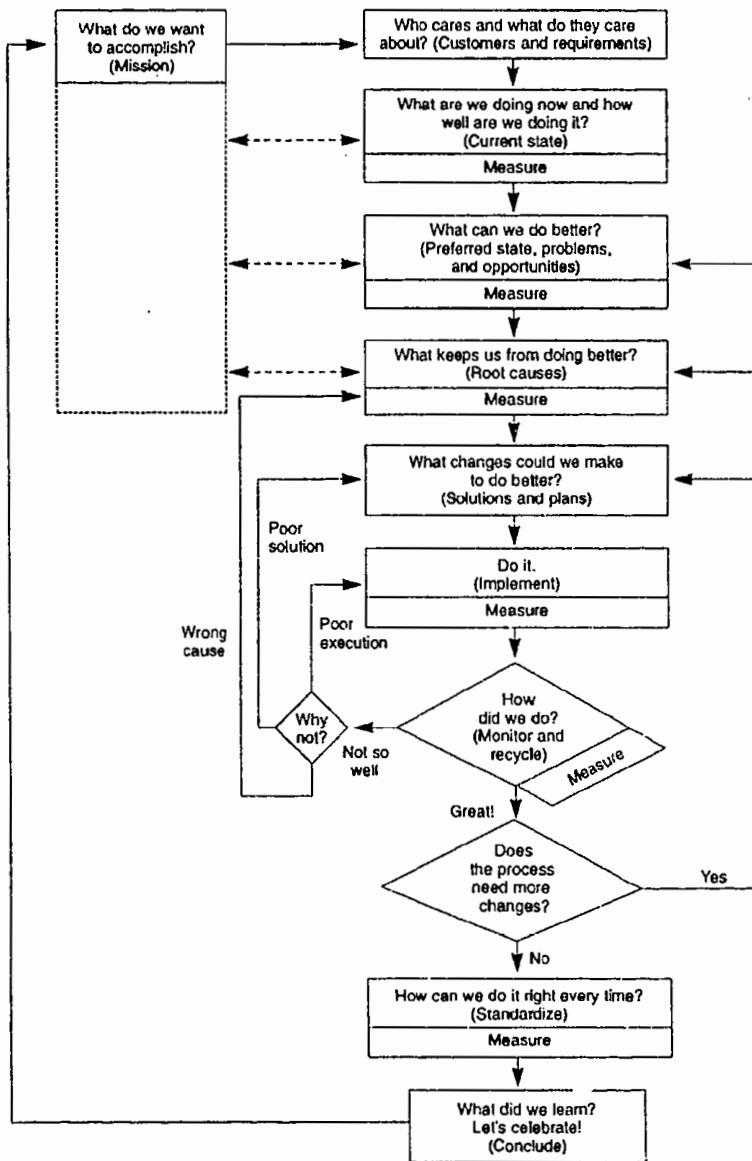 What do we want
to accomplish?
(Mission)
Who cares and what do they care
about? (Customers and requirements)
What are we doing now and how
well are we doing it?
(Current state)
Measure
What can we do better?
(Preferred state, problems,
and opportunities)
Measure
What keeps us from doing better?
(Root causes)
Measure
What changes could we make
to do better?
(Solutions and plans)
Poor
solution
Do it.
(Implement)
Measure
Wrong
cause
Poor
execution
How
did we do?
(Monitor and
recycle)
Measure
Why
not?
Not so
well
Great!
Does
the process
need more
changes?
Yes
No
How can we do it right every time?
(Standardize)
Measure
What did we learn?
Let's celebrate!
(Conclude)